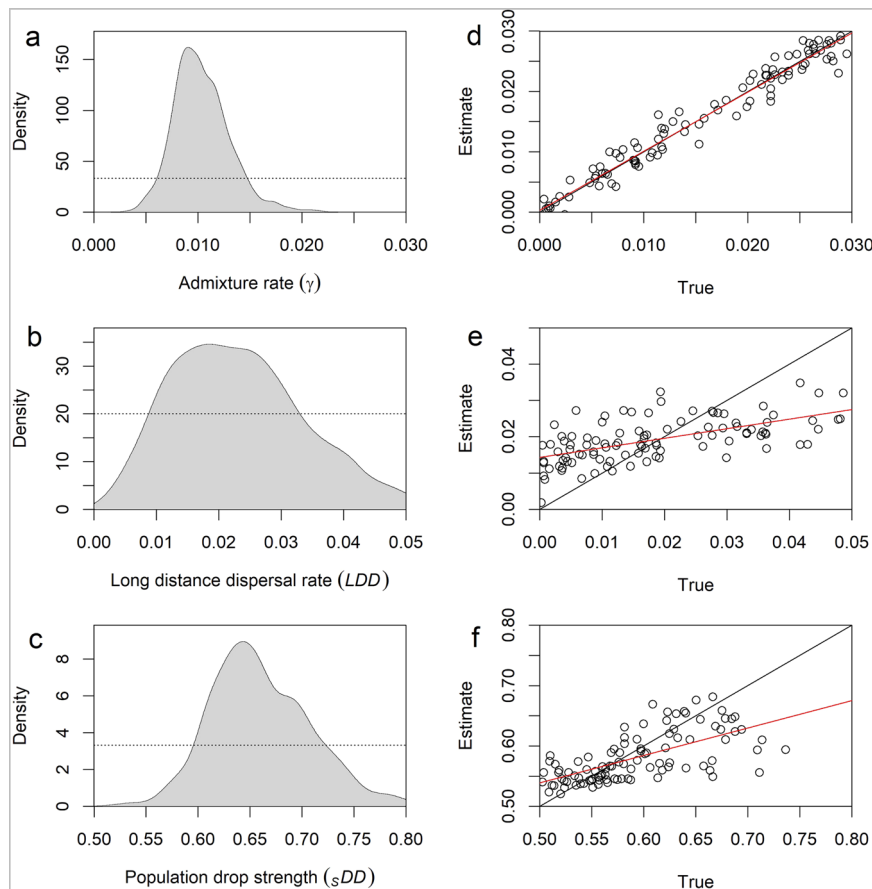 a
Density
0 50 100 150
0.000 0.010 0.020 0.030
Admixture rate (γ)
d
Estimate
0.000 0.010 0.020 0.030
0.000 0.010 0.020 0.030
True
b
Density
0 10 20 30
0.00 0.01 0.02 0.03 0.04 0.05
Long distance dispersal rate (LDD)
e
Estimate
0.00 0.02 0.04
0.00 0.01 0.02 0.03 0.04 0.05
True
c
Density
0 2 4 6 8
0.50 0.60 0.65 0.70 0.80
Population drop strength (sDD)
f
Estimate
0.50 0.60 0.70 0.80
0.50 0.55 0.60 0.65 0.70 0.80
True